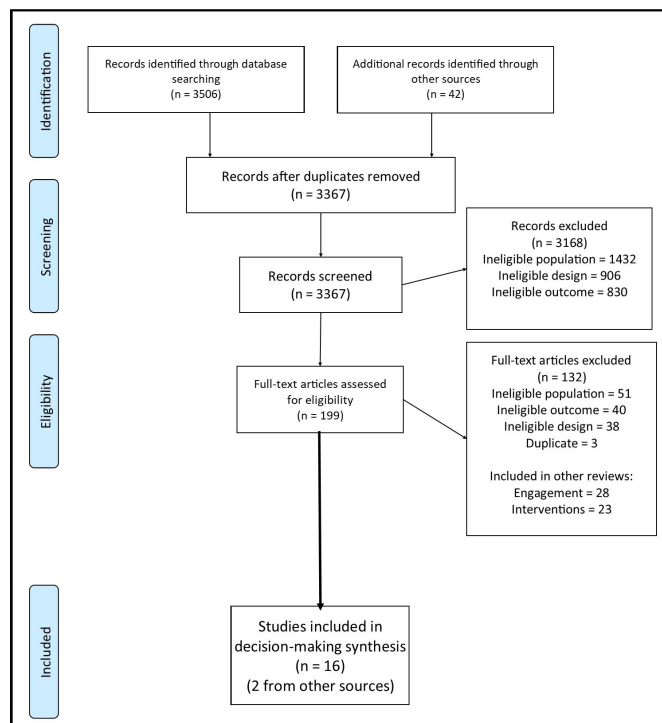 Identification
Records identified through database
searching
(n = 3506)
Additional records identified through
other sources
(n = 42)
Records after duplicates removed
(n = 3367)
Screening
Records screened
(n = 3367)
Records excluded
(n = 3168)
Ineligible population = 1432
Ineligible design = 906
Ineligible outcome = 830
Eligibility
Full-text articles assessed
for eligibility
(n = 199)
Full-text articles excluded
(n = 132)
Ineligible population = 51
Ineligible outcome = 40
Ineligible design = 38
Duplicate = 3
Included in other reviews:
Engagement = 28
Interventions = 23
Included
Studies included in
decision-making synthesis
(n = 16)
(2 from other sources)